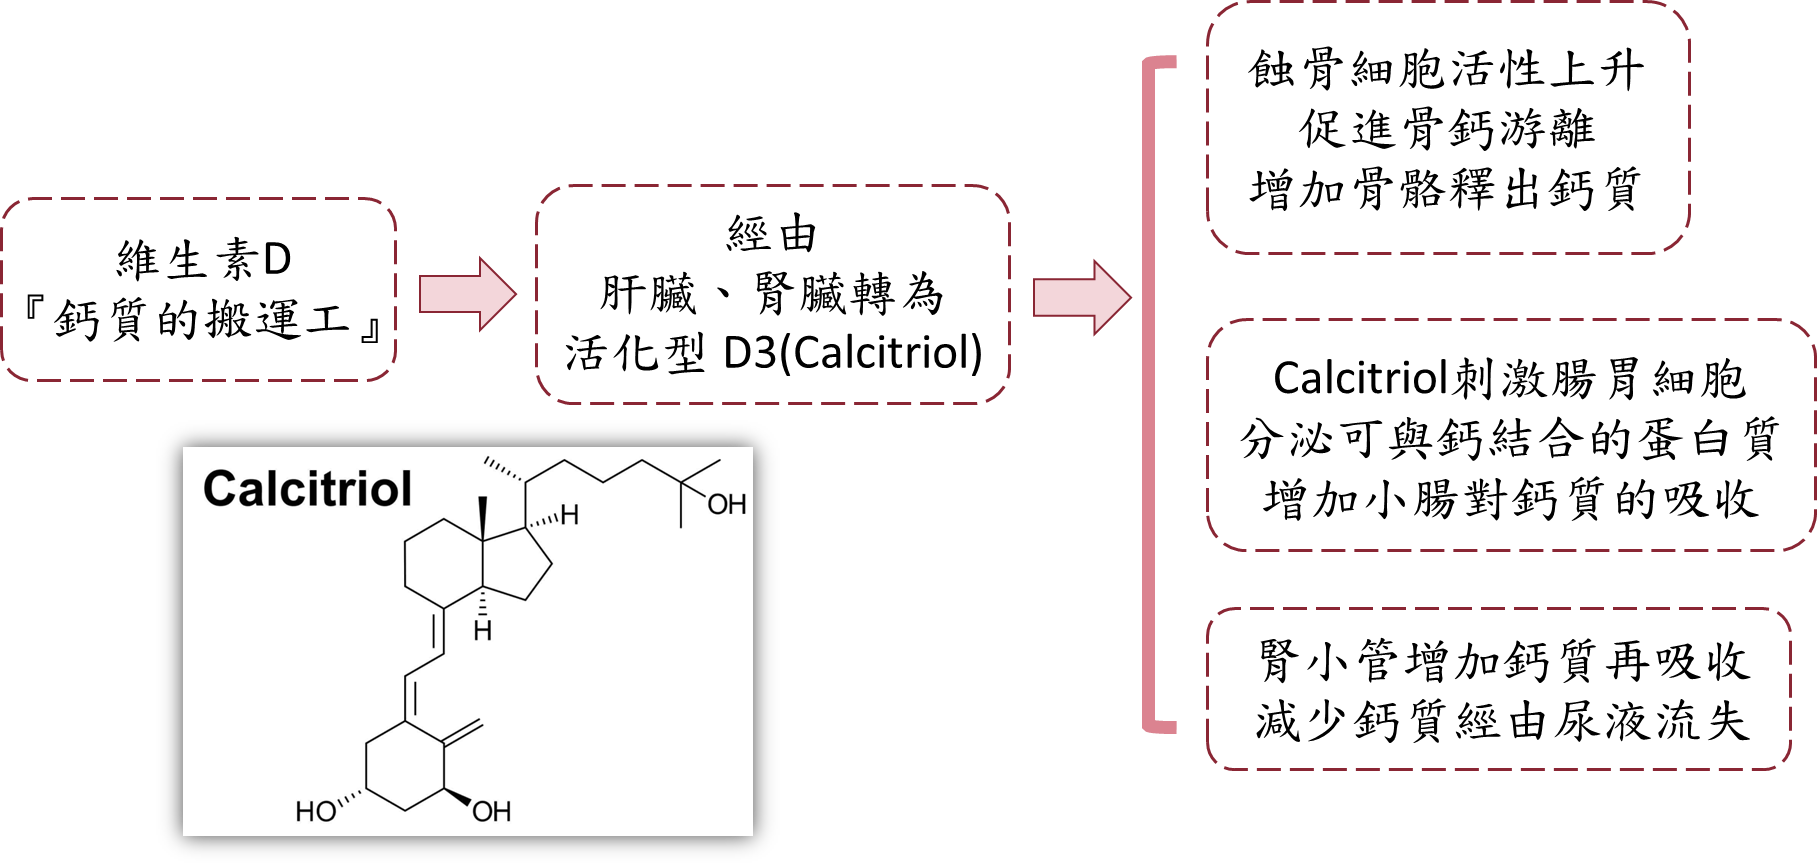 維生素D
『鈣質的搬運工』
經由
肝臟、腎臟轉為
活化型 D3(Calcitriol)
蝕骨細胞活性上升
促進骨鈣游離
增加骨骼釋出鈣質
Calcitriol刺激腸胃細胞
分泌可與鈣結合的蛋白質
增加小腸對鈣質的吸收
腎小管增加鈣質再吸收
減少鈣質經由尿液流失
Calcitriol
OH
H
H
HO
OH